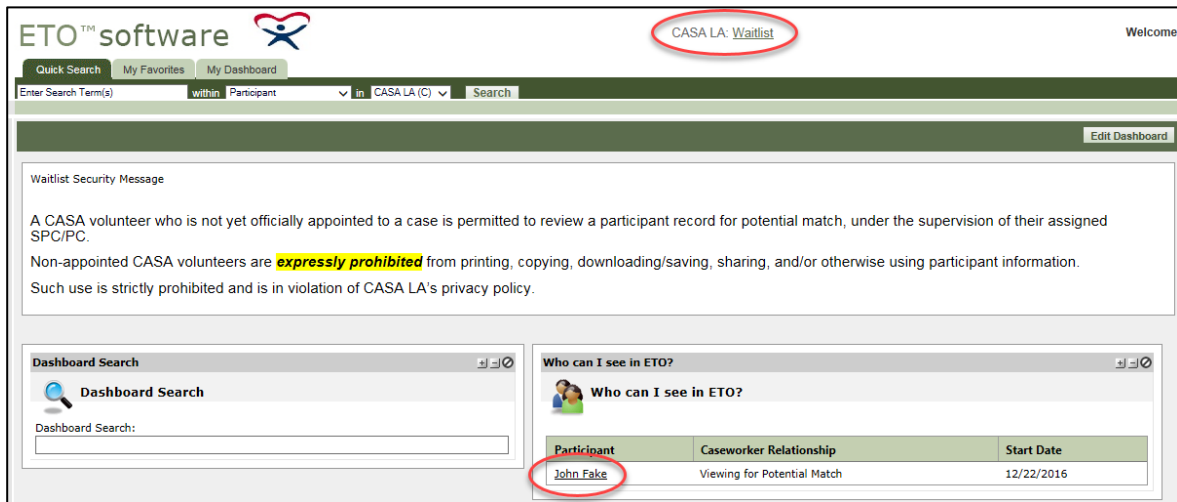 ETO™software
CASA LA: Waitlist
Welcome
Quick Search My Favorites My Dashboard
Enter Search Term(s) within Participant in CASA LA (C) Search
Edit Dashboard
Waitlist Security Message
A CASA volunteer who is not yet officially appointed to a case is permitted to review a participant record for potential match, under the supervision of their assigned
SPC/PC.
Non-appointed CASA volunteers are expressly prohibited from printing, copying, downloading/saving, sharing, and/or otherwise using participant information.
Such use is strictly prohibited and is in violation of CASA LA's privacy policy.
Dashboard Search
Dashboard Search
Dashboard Search:
Who can I see in ETO?
Who can I see in ETO?
Participant Caseworker Relationship Start Date
John Fake Viewing for Potential Match 12/22/2016